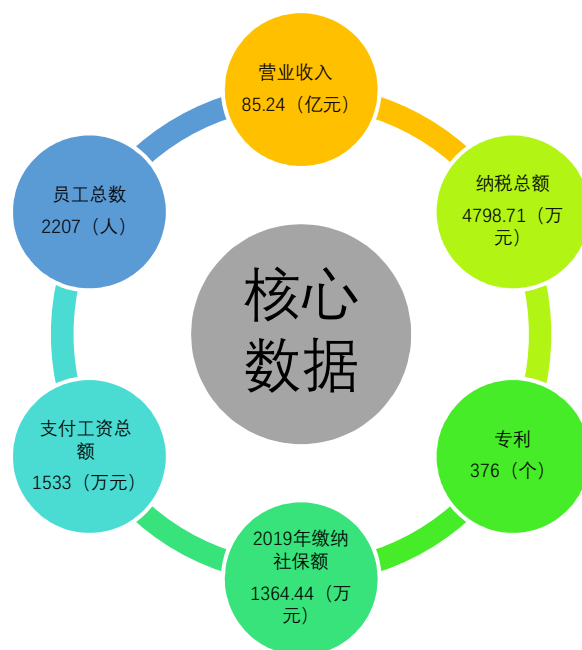 营业收入
85.24（亿元）
纳税总额
4798.71（万
元）
专利
376（个）
2019年缴纳
社保额
1364.44（万
元）
支付工资总
额
1533（万元）
员工总数
2207（人）
核心
数据